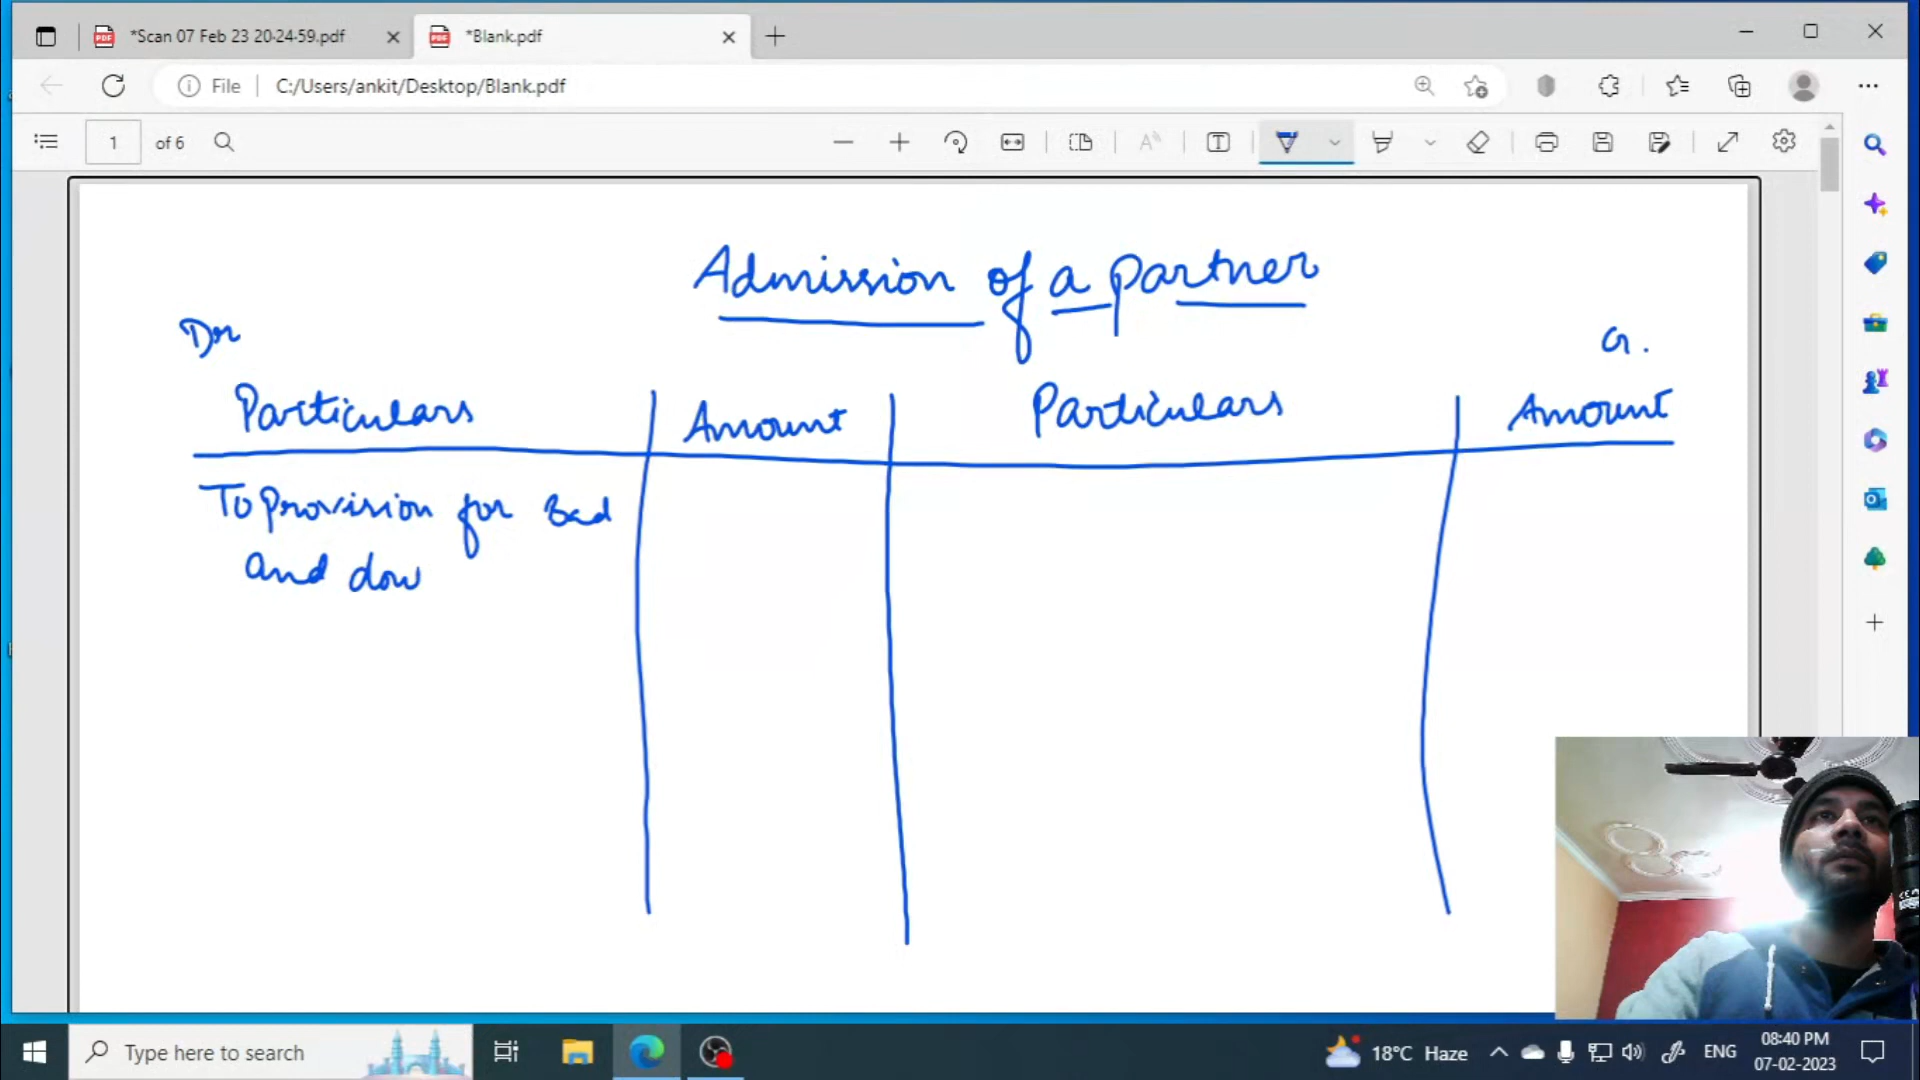 *Scan 07 Feb 23 20-24-59.pdf
*Blank.pdf
File
C:/Users/ankit/Desktop/Blank.pdf
1 of 6
Admission of a partner
Dr
Cr.
Particulars Amount Particulars Amount
To Provision for Bad
and dou
Type here to search
18°C Haze
ENG
08:40 PM
07-02-2023